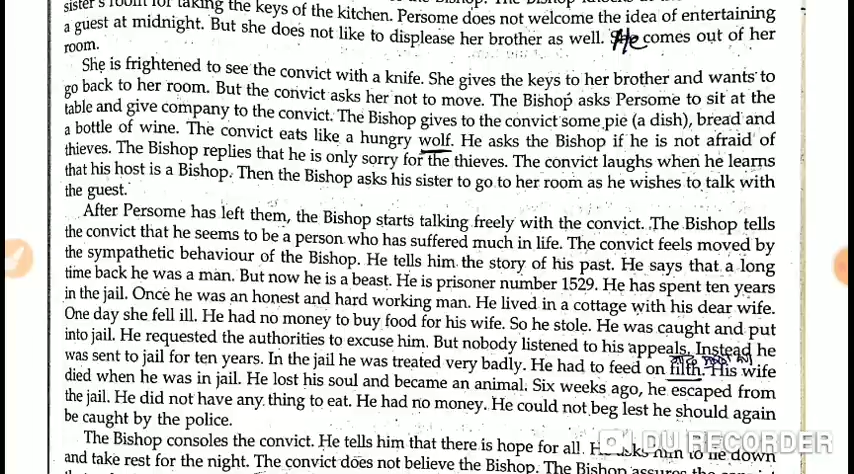 sister's room for taking the keys of the kitchen. Persome does not welcome the idea of entertaining
a guest at midnight. But she does not like to displease her brother as well. He comes out of her
room.
She is frightened to see the convict with a knife. She gives the keys to her brother and wants to
go back to her room. But the convict asks her not to move. The Bishop asks Persome to sit at the
table and give company to the convict. The Bishop gives to the convict some pie (a dish), bread and
a bottle of wine. The convict eats like a hungry wolf. He asks the Bishop if he is not afraid of
thieves. The Bishop replies that he is only sorry for the thieves. The convict laughs when he learns
that his host is a Bishop. Then the Bishop asks his sister to go to her room as he wishes to talk with
the guest.
After Persome has left them, the Bishop starts talking freely with the convict. The Bishop tells
the convict that he seems to be a person who has suffered much in life. The convict feels moved by
the sympathetic behaviour of the Bishop. He tells him the story of his past. He says that a long
time back he was a man. But now he is a beast. He is prisoner number 1529. He has spent ten years
in the jail. Once he was an honest and hard working man. He lived in a cottage with his dear wife.
One day she fell ill. He had no money to buy food for his wife. So he stole. He was caught and put
into jail. He requested the authorities to excuse him. But nobody listened to his appeals. Instead he
was sent to jail for ten years. In the jail he was treated very badly. He had to feed on filth. His wife
died when he was in jail. He lost his soul and became an animal. Six weeks ago, he escaped from
the jail. He did not have any thing to eat. He had no money. He could not beg lest he should again
be caught by the police.
The Bishop consoles the convict. He tells him that there is hope for all. him to lie down
and take rest for the night. The convict does not believe the Bishop. The Bishop assures the
DU RECORDER